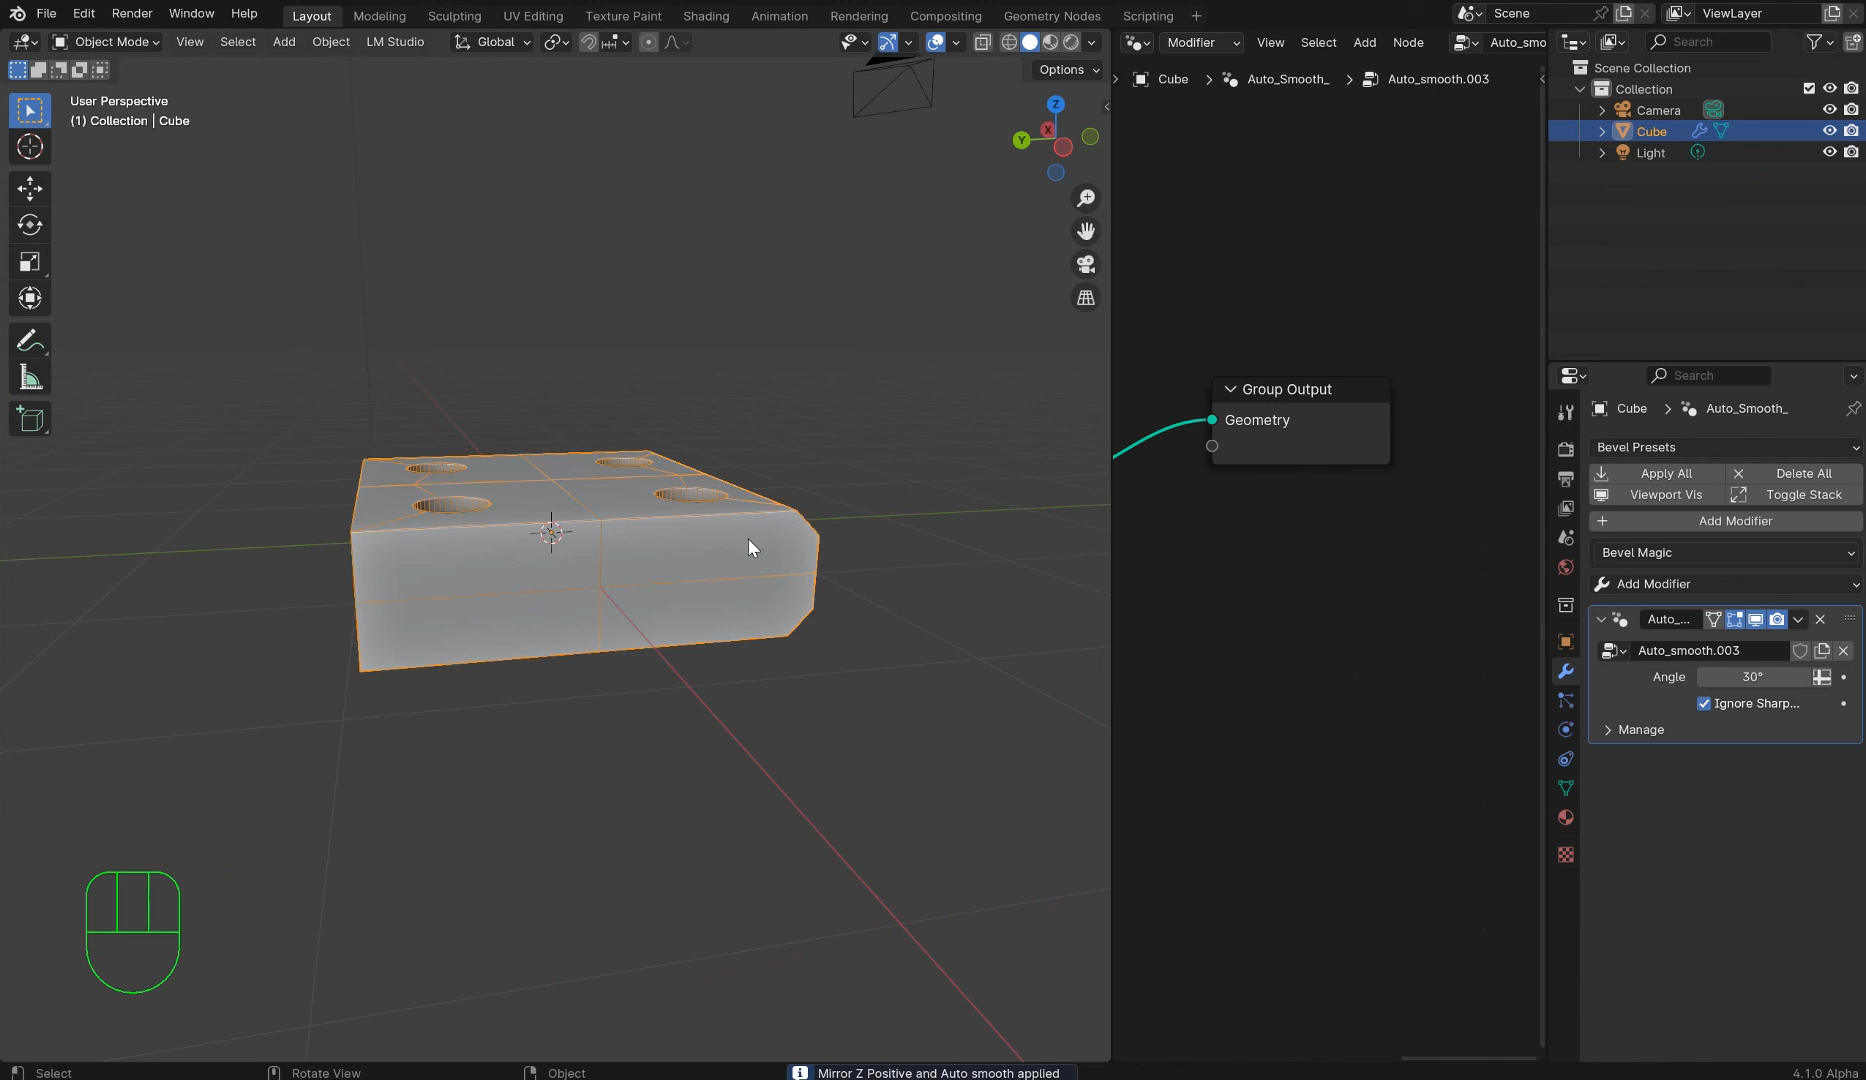 File Edit Render Window Help Layout Modeling Sculpting UV Editing Texture Paint Shading Animation Rendering Compositing Geometry Nodes Scripting + Scene ViewLayer
Object Mode View Select Add Object LM Studio Global Modifier View Select Add Node Auto_smo Search
Options
User Perspective
(1) Collection | Cube
Z
X
Y
Cube > Auto_Smooth_ > Auto_smooth.003
Group Output
Geometry
Scene Collection
Collection
Camera
Cube
Light
Search
Cube > Auto_Smooth_
Bevel Presets
Apply All Delete All
Viewport Vis Toggle Stack
Add Modifier
Bevel Magic
Add Modifier
Auto_...
Auto_smooth.003
Angle 30°
Ignore Sharp...
Manage
Select Rotate View Object Mirror Z Positive and Auto smooth applied 4.1.0 Alpha